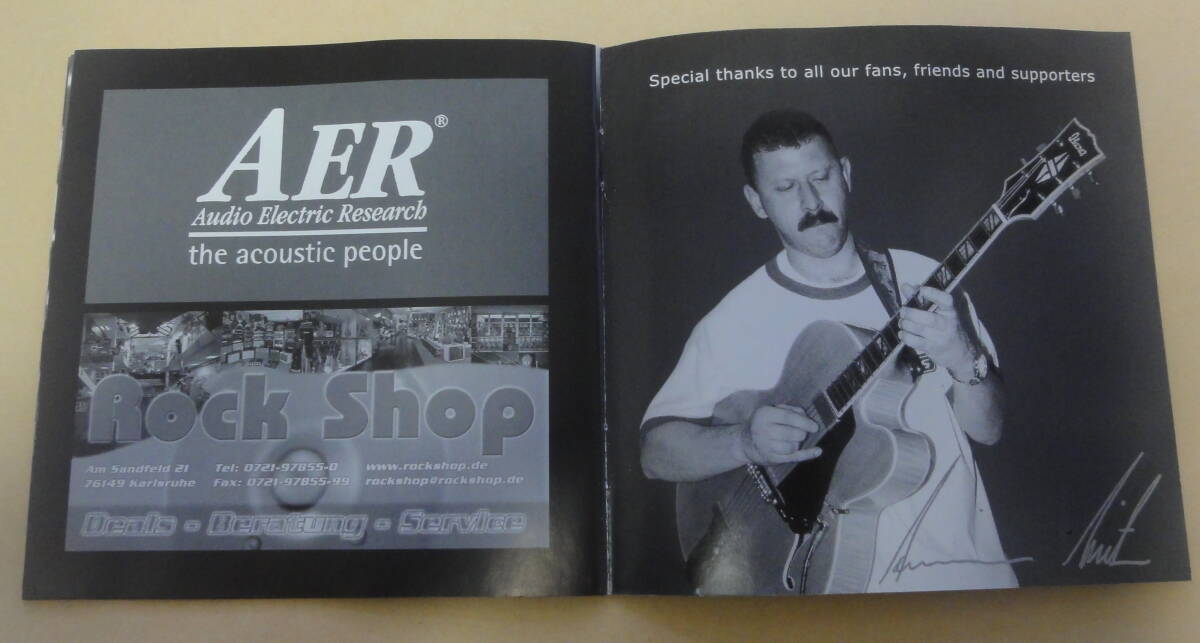 AER®
Audio Electric Research
the acoustic people
Rock Shop
Am Sandfeld 21 Tel: 0721-97855-0 www.rockshop.de
76149 Karlsruhe Fax: 0721-97855-99 rockshop@rockshop.de
Deals - Beratung - Service
Special thanks to all our fans, friends and supporters
Gibson